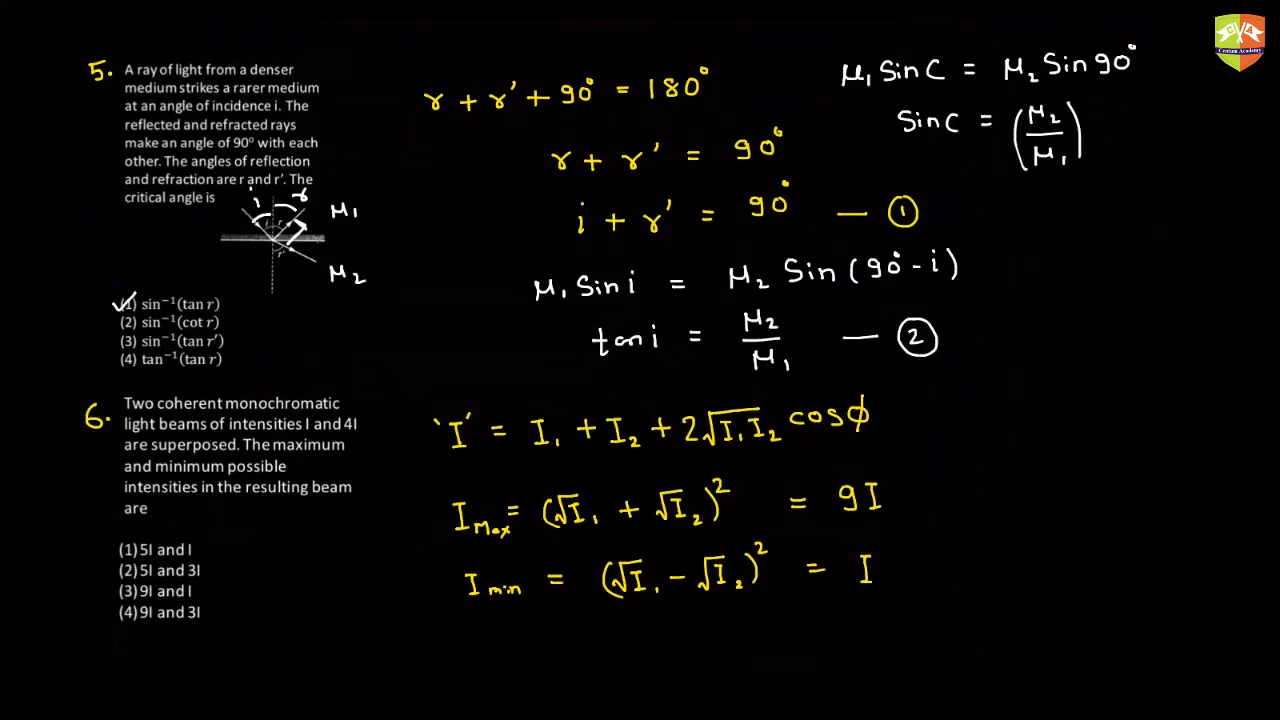 5. A ray of light from a denser
medium strikes a rarer medium
at an angle of incidence i. The
reflected and refracted rays
make an angle of 90° with each
other. The angles of reflection
and refraction are r and r'. The
critical angle is
i r μ₁
i r
r' μ₂
(1) sin⁻¹(tan r)
(2) sin⁻¹(cot r)
(3) sin⁻¹(tan r')
(4) tan⁻¹(tan r)
r + r' + 90° = 180°
r + r' = 90°
i + r' = 90° — ①
μ₁ Sin i = μ₂ Sin (90° - i)
tan i = μ₂/μ₁ — ②
μ₁ Sin C = μ₂ Sin 90°
Sin C = (μ₂/μ₁)
6. Two coherent monochromatic
light beams of intensities I and 4I
are superposed. The maximum
and minimum possible
intensities in the resulting beam
are
(1) 5I and I
(2) 5I and 3I
(3) 9I and I
(4) 9I and 3I
'I' = I₁ + I₂ + 2√I₁I₂ cos ϕ
I Max = (√I₁ + √I₂)² = 9I
I min = (√I₁ - √I₂)² = I
Centum Academy